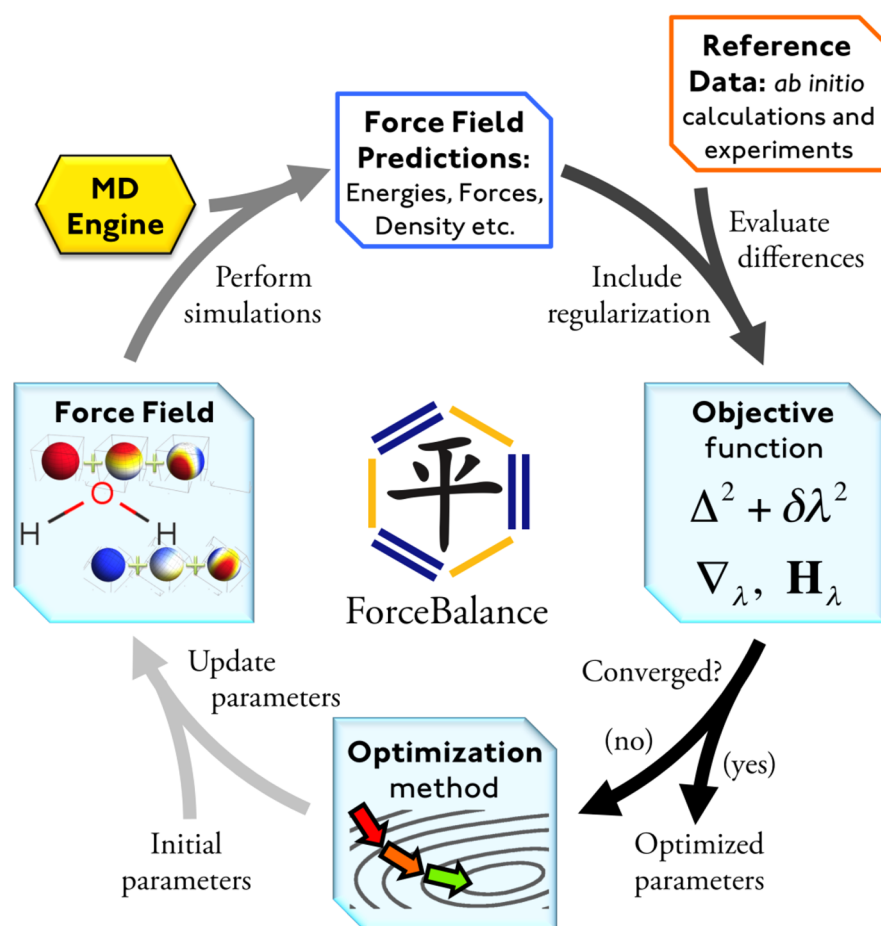 Reference
Data: ab initio
calculations and
experiments
Force Field
Predictions:
Energies, Forces,
Density etc.
MD
Engine
Evaluate
differences
Perform
simulations
Include
regularization
Force Field
O
H H
Objective
function
Δ² + δλ²
∇λ, Hλ
平
ForceBalance
Update
parameters
Converged?
(no)
(yes)
Optimization
method
Initial
parameters
Optimized
parameters